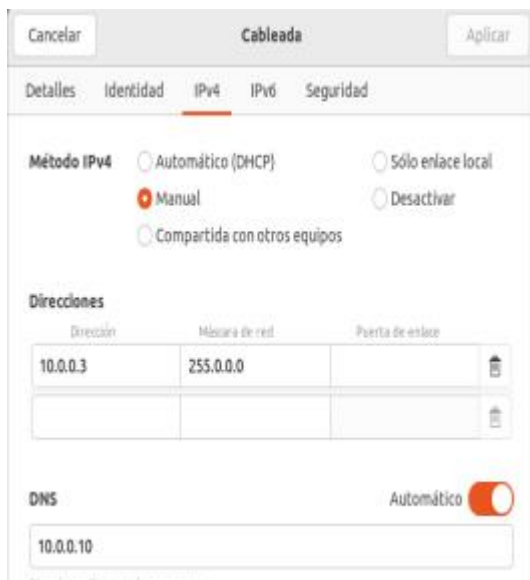 Cancelar Cableada Aplicar
Detalles Identidad IPv4 IPv6 Seguridad
Método IPv4 Automático (DHCP) Sólo enlace local
Manual Desactivar
Compartida con otros equipos
Direcciones
Dirección Máscara de red Puerta de enlace
10.0.0.3 255.0.0.0
DNS Automático
10.0.0.10